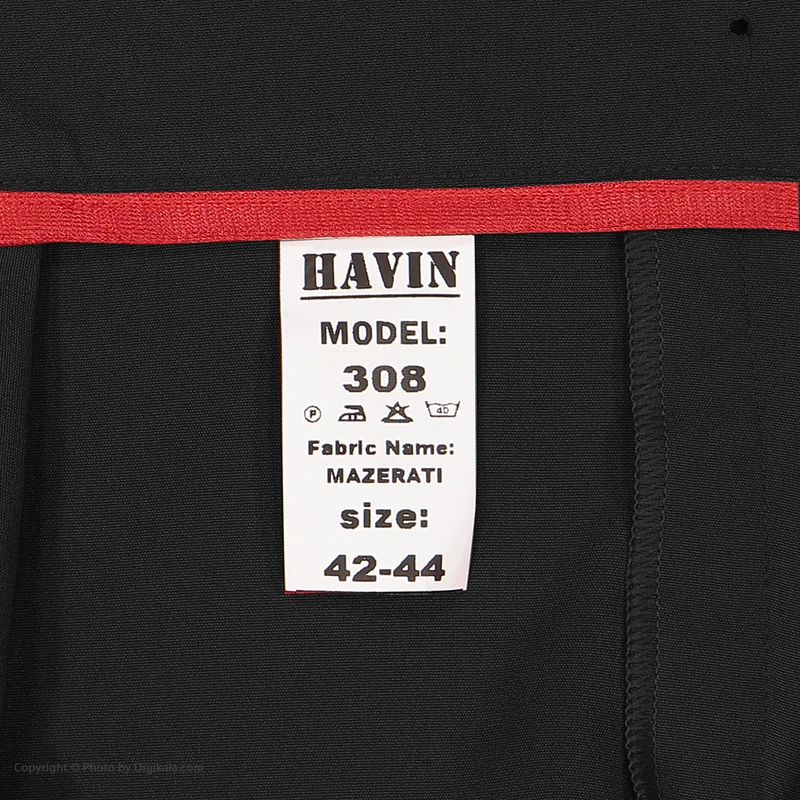 HAVIN
MODEL:
308
P 40
Fabric Name:
MAZERATI
size:
42-44
Copyright © Photo by Digikala.com